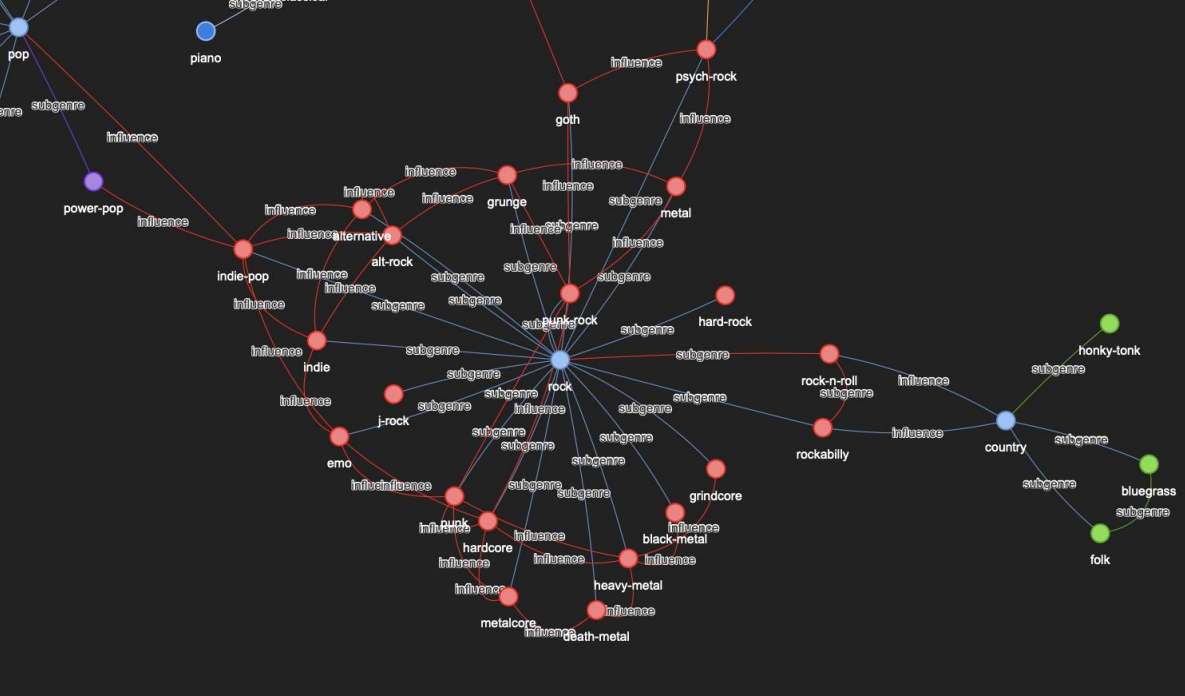 subgenre
pop
piano
influence
psych-rock
subgenre
goth
influence
influence
influence
influence
influence
influence
subgenre
grunge
metal
power-pop
influence
influence
influence
influence
alternative
influence
subgenre
influence
alt-rock
indie-pop
influence
subgenre
subgenre
subgenre
influence
subgenre
hard-rock
influence
subgenre
subgenre
punk-rock
subgenre
subgenre
honky-tonk
influence
subgenre
subgenre
indie
subgenre
subgenre
influence
rock-n-roll
rock
subgenre
subgenre
subgenre
influence
subgenre
subgenre
influence
j-rock
subgenre
influence
subgenre
subgenre
subgenre
country
rockabilly
emo
subgenre
subgenre
influence
influence
subgenre
subgenre
subgenre
bluegrass
grindcore
subgenre
punk
influence
influence
influence
black-metal
hardcore
influence
influence
folk
influence
heavy-metal
influence
influence
metalcore
influence
death-metal